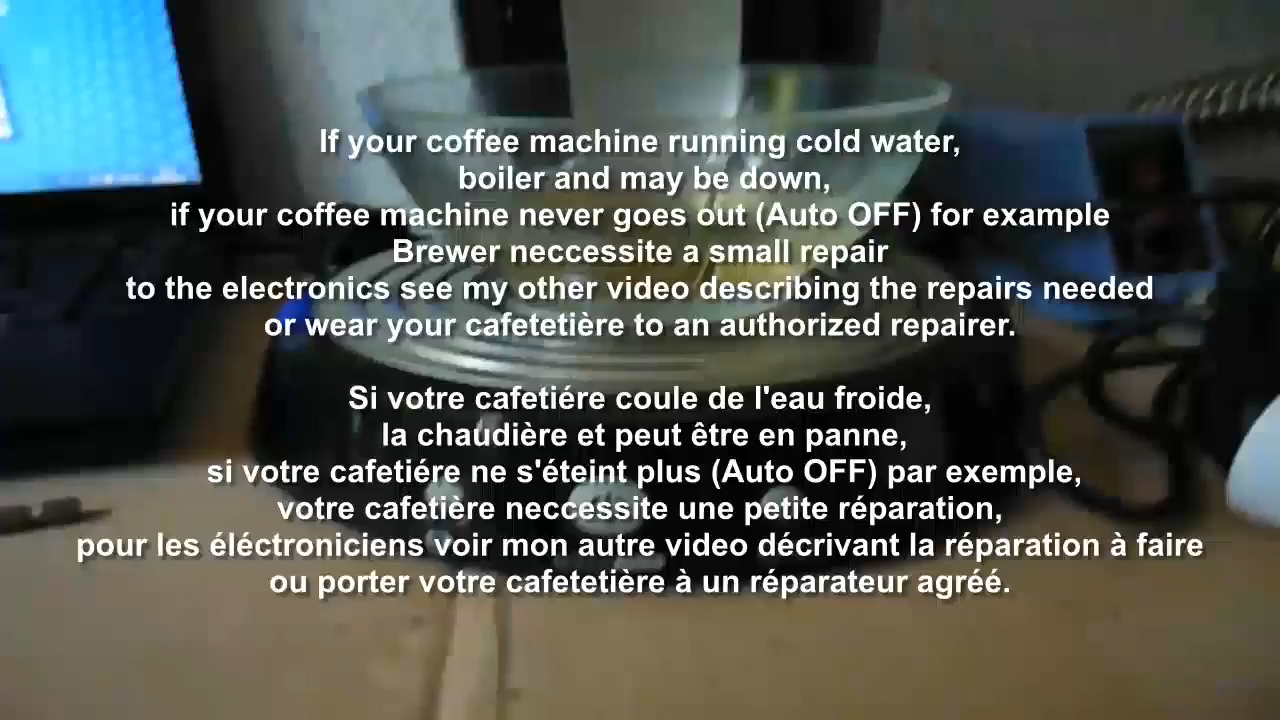 If your coffee machine running cold water,
boiler and may be down,
if your coffee machine never goes out (Auto OFF) for example
Brewer neccessite a small repair
to the electronics see my other video describing the repairs needed
or wear your cafetetière to an authorized repairer.
Si votre cafetiére coule de l'eau froide,
la chaudière et peut être en panne,
si votre cafetiére ne s'éteint plus (Auto OFF) par exemple,
votre cafetière neccessite une petite réparation,
pour les éléctroniciens voir mon autre video décrivant la réparation à faire
ou porter votre cafetetière à un réparateur agréé.